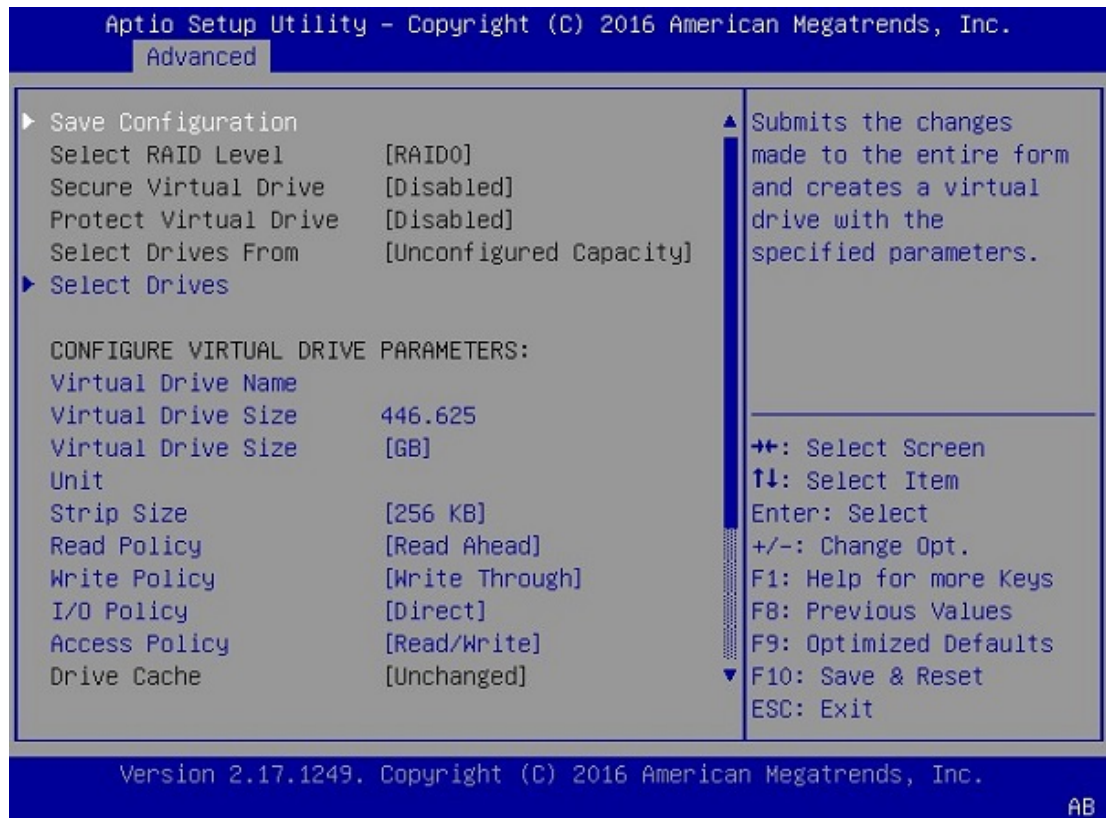 Aptio Setup Utility – Copyright (C) 2016 American Megatrends, Inc.
Advanced
Save Configuration
Select RAID Level [RAID0]
Secure Virtual Drive [Disabled]
Protect Virtual Drive [Disabled]
Select Drives From [Unconfigured Capacity]
Select Drives
CONFIGURE VIRTUAL DRIVE PARAMETERS:
Virtual Drive Name
Virtual Drive Size 446.625
Virtual Drive Size [GB]
Unit
Strip Size [256 KB]
Read Policy [Read Ahead]
Write Policy [Write Through]
I/O Policy [Direct]
Access Policy [Read/Write]
Drive Cache [Unchanged]
Submits the changes
made to the entire form
and creates a virtual
drive with the
specified parameters.
→←: Select Screen
↑↓: Select Item
Enter: Select
+/-: Change Opt.
F1: Help for more Keys
F8: Previous Values
F9: Optimized Defaults
F10: Save & Reset
ESC: Exit
Version 2.17.1249. Copyright (C) 2016 American Megatrends, Inc.
AB